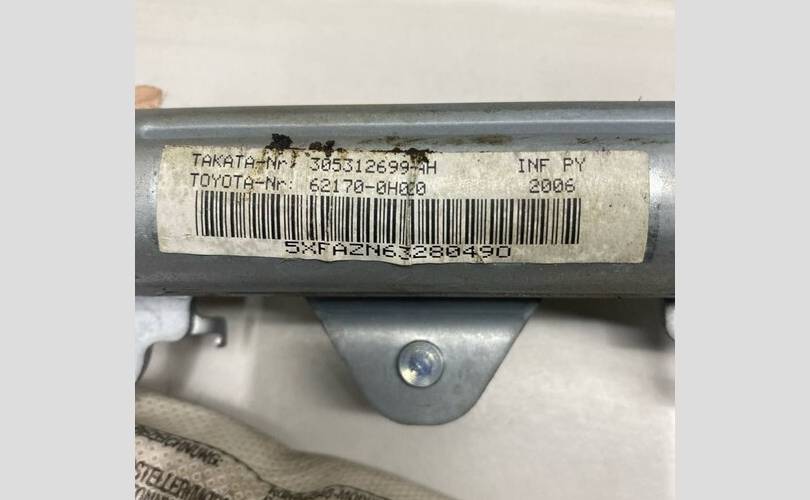 TAKATA-Nr: 305312699-AH INF PY
TOYOTA-Nr: 62170-0H020 2006
5XFAZN63280490